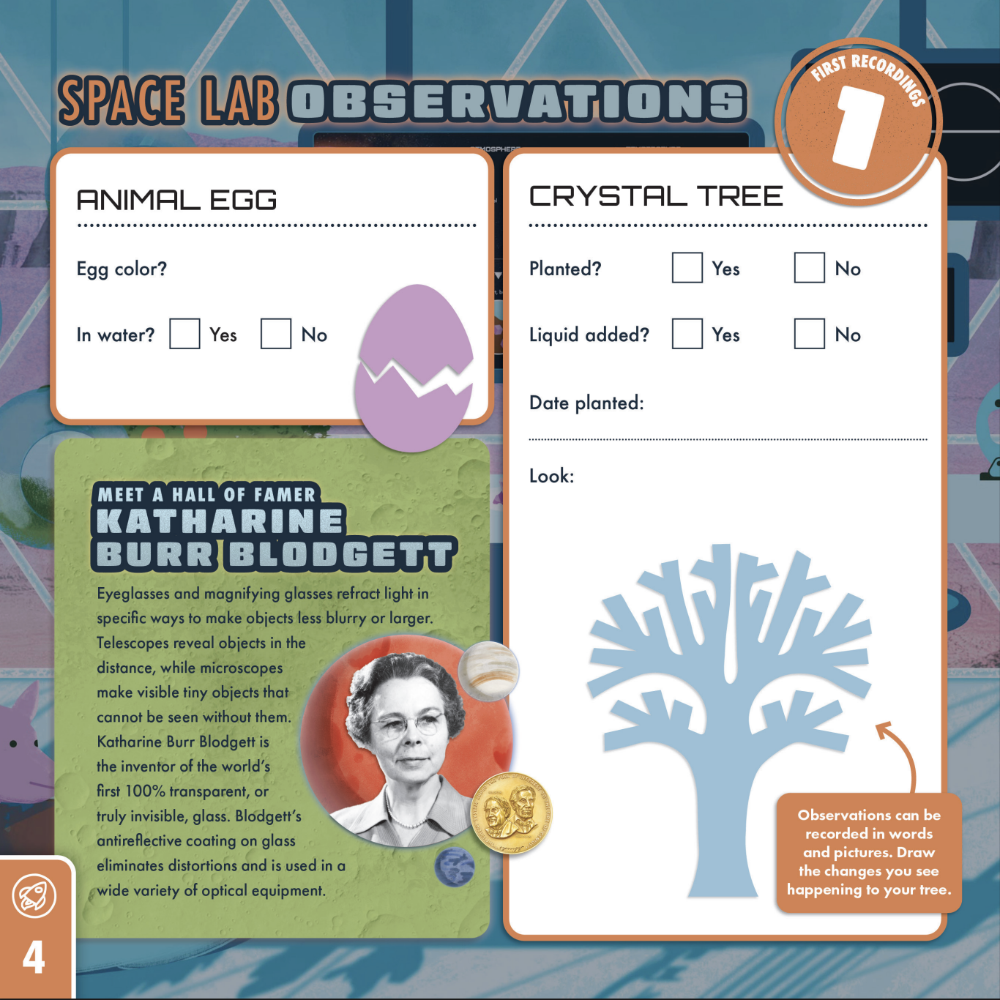 SPACE LAB OBSERVATIONS
FIRST RECORDINGS
1
ANIMAL EGG
Egg color?
In water? Yes No
CRYSTAL TREE
Planted? Yes No
Liquid added? Yes No
Date planted:
Look:
MEET A HALL OF FAMER
KATHARINE
BURR BLODGETT
Eyeglasses and magnifying glasses refract light in
specific ways to make objects less blurry or larger.
Telescopes reveal objects in the
distance, while microscopes
make visible tiny objects that
cannot be seen without them.
Katharine Burr Blodgett is
the inventor of the world's
first 100% transparent, or
truly invisible, glass. Blodgett's
antireflective coating on glass
eliminates distortions and is used in a
wide variety of optical equipment.
Observations can be
recorded in words
and pictures. Draw
the changes you see
happening to your tree.
4